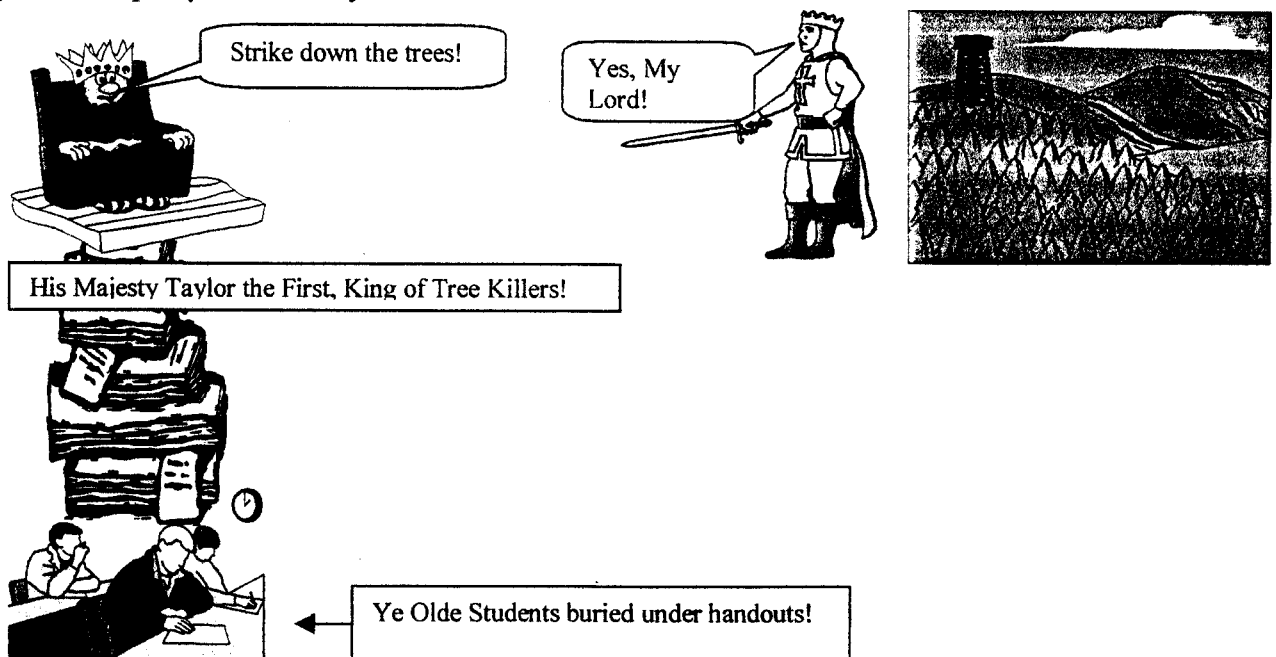 Strike down the trees!
Yes, My
Lord!
His Majesty Taylor the First, King of Tree Killers!
Ye Olde Students buried under handouts!